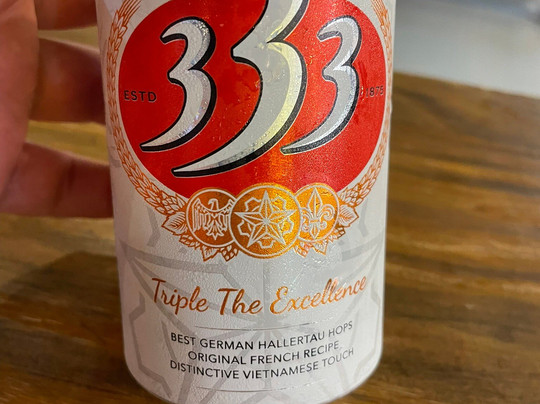 333
ESTD 1875
Triple The Excellence
BEST GERMAN HALLERTAU HOPS
ORIGINAL FRENCH RECIPE
DISTINCTIVE VIETNAMESE TOUCH